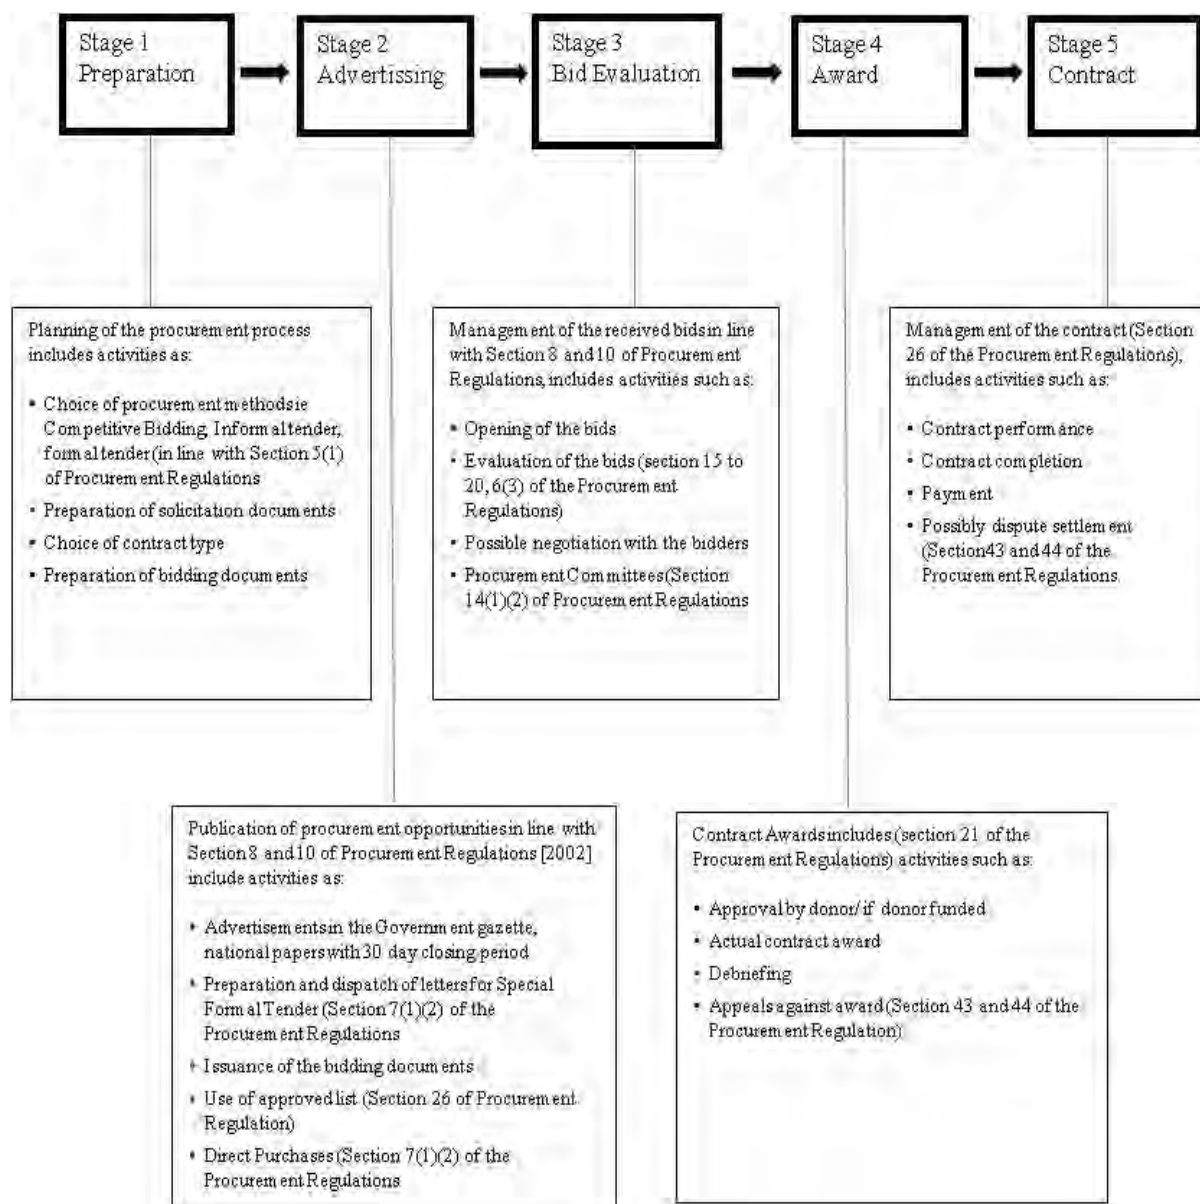 Stage 1
Preparation
Stage 2
Advertissing
Stage 3
Bid Evaluation
Stage 4
Award
Stage 5
Contract
Planning of the procurement process
includes activities as:
• Choice of procurement methods ie
Competitive Bidding, Informal tender,
formal tender (in line with Section 5(1)
of Procurement Regulations
• Preparation of solicitation documents
• Choice of contract type
• Preparation of bidding documents
Management of the received bids in line
with Section 8 and 10 of Procurement
Regulations, includes activities such as:
• Opening of the bids
• Evaluation of the bids (section 15 to
20, 6(3) of the Procurement
Regulations)
• Possible negotiation with the bidders
• Procurement Committees (Section
14(1)(2) of Procurement Regulations
Management of the contract (Section
26 of the Procurement Regulations),
includes activities such as:
• Contract performance
• Contract completion
• Payment
• Possibly dispute settlement
(Section 43 and 44 of the
Procurement Regulations.
Publication of procurement opportunities in line with
Section 8 and 10 of Procurement Regulations [2002]
include activities as:
• Advertisements in the Government gazette,
national papers with 30 day closing period
• Preparation and dispatch of letters for Special
Formal Tender (Section 7(1)(2) of the
Procurement Regulations
• Issuance of the bidding documents
• Use of approved list (Section 26 of Procurement
Regulation)
• Direct Purchases (Section 7(1)(2) of the
Procurement Regulations
Contract Awards includes (section 21 of the
Procurement Regulations) activities such as:
• Approval by donor/ if donor funded
• Actual contract award
• Debriefing
• Appeals against award (Section 43 and 44 of the
Procurement Regulation)